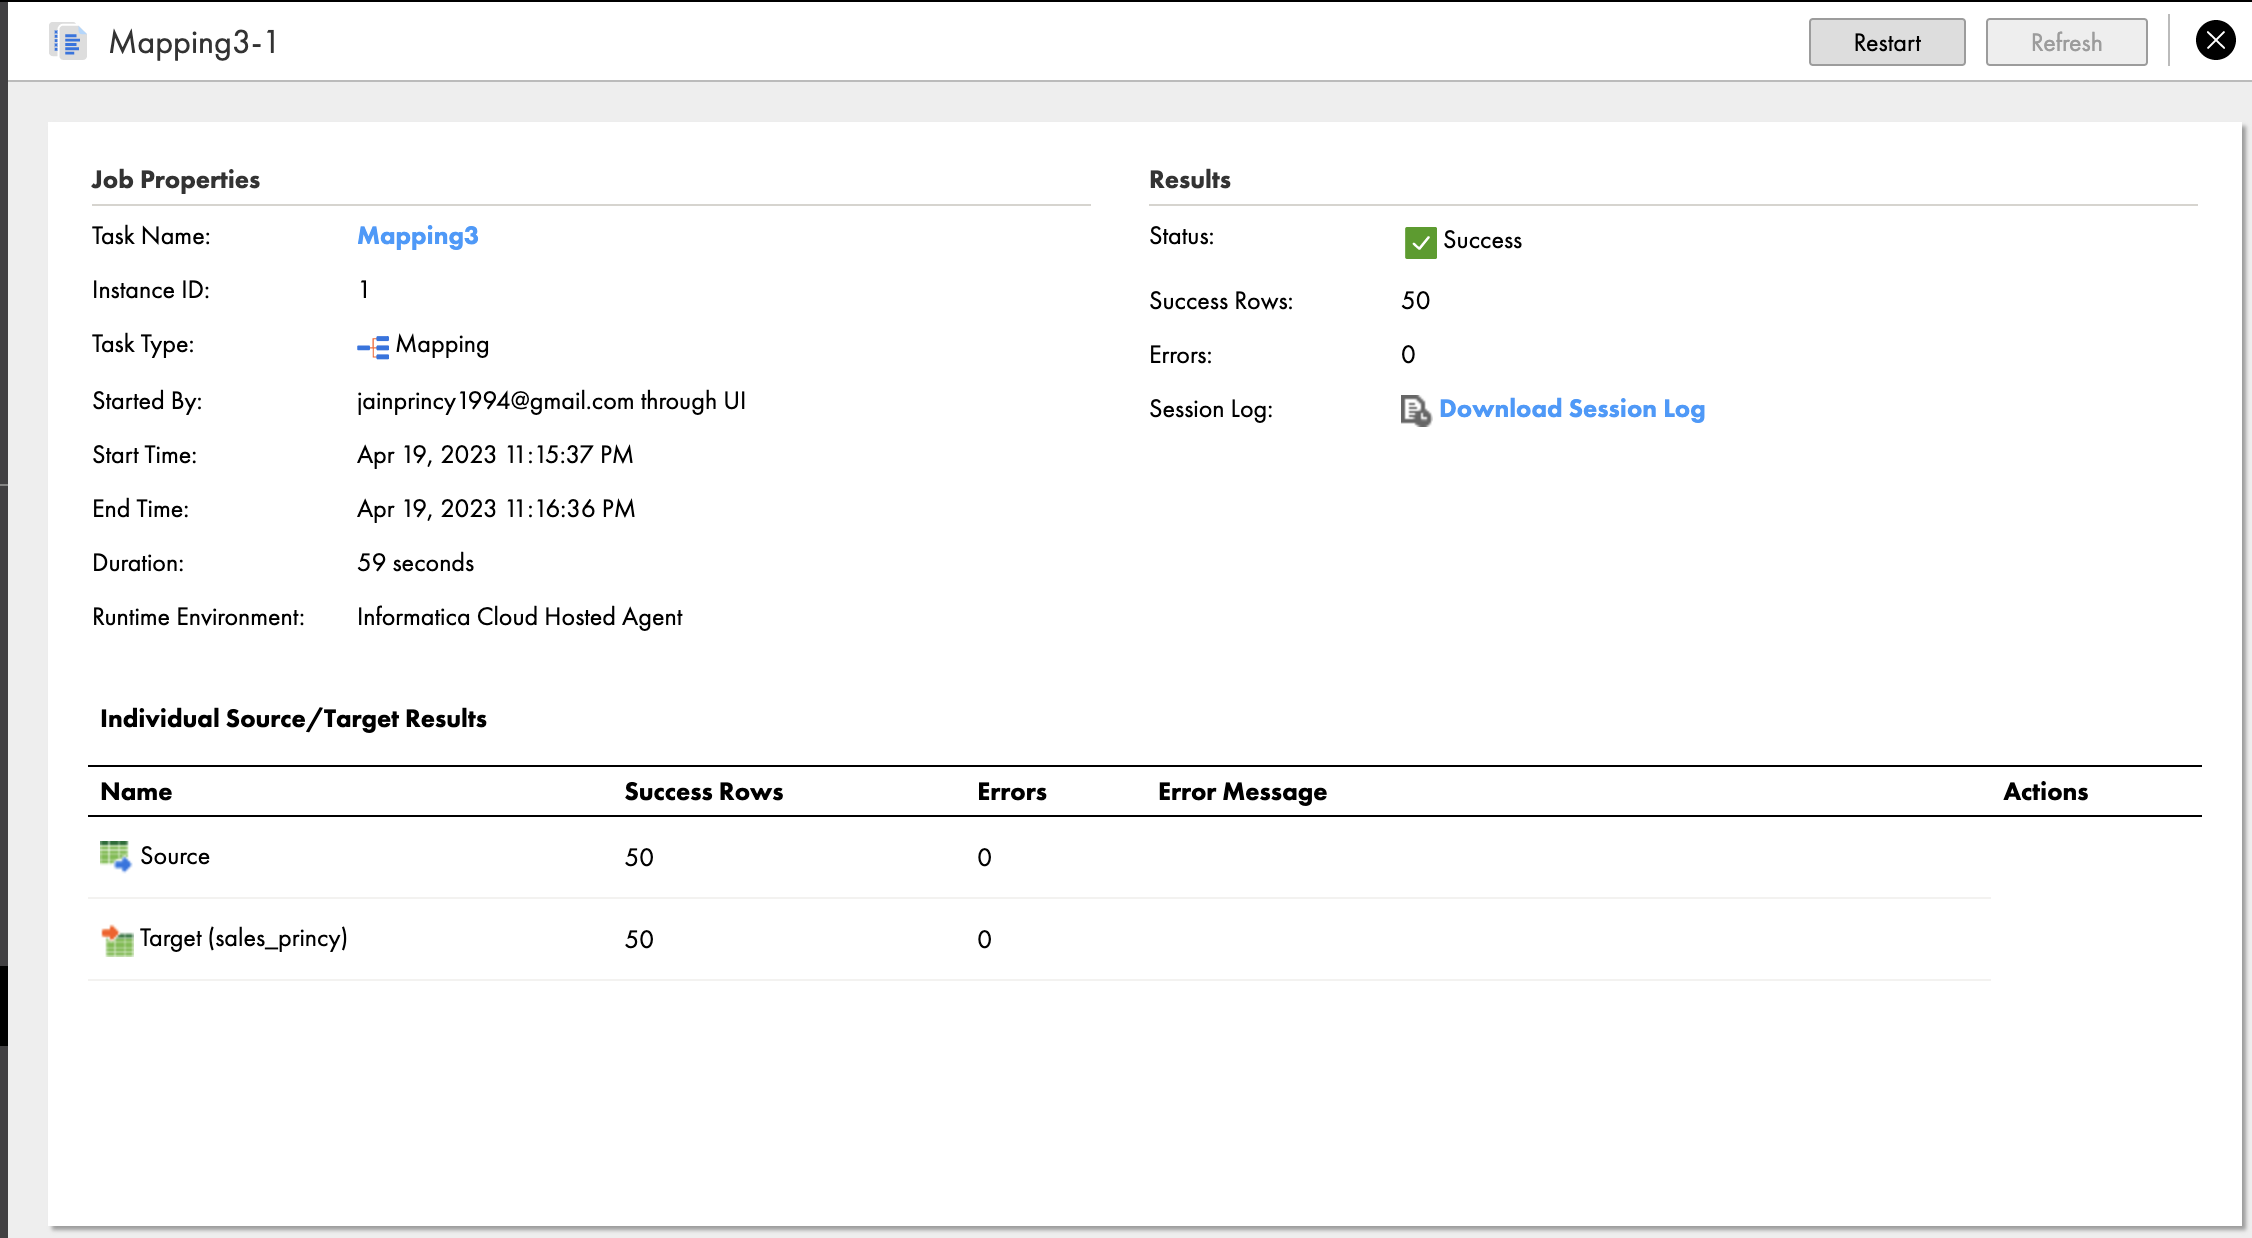 Mapping3-1
Restart
Refresh
Job Properties
Task Name: Mapping3
Instance ID: 1
Task Type: Mapping
Started By: jainprincy1994@gmail.com through UI
Start Time: Apr 19, 2023 11:15:37 PM
End Time: Apr 19, 2023 11:16:36 PM
Duration: 59 seconds
Runtime Environment: Informatica Cloud Hosted Agent
Results
Status: Success
Success Rows: 50
Errors: 0
Session Log: Download Session Log
Individual Source/Target Results
Name Success Rows Errors Error Message Actions
Source 50 0
Target (sales_princy) 50 0